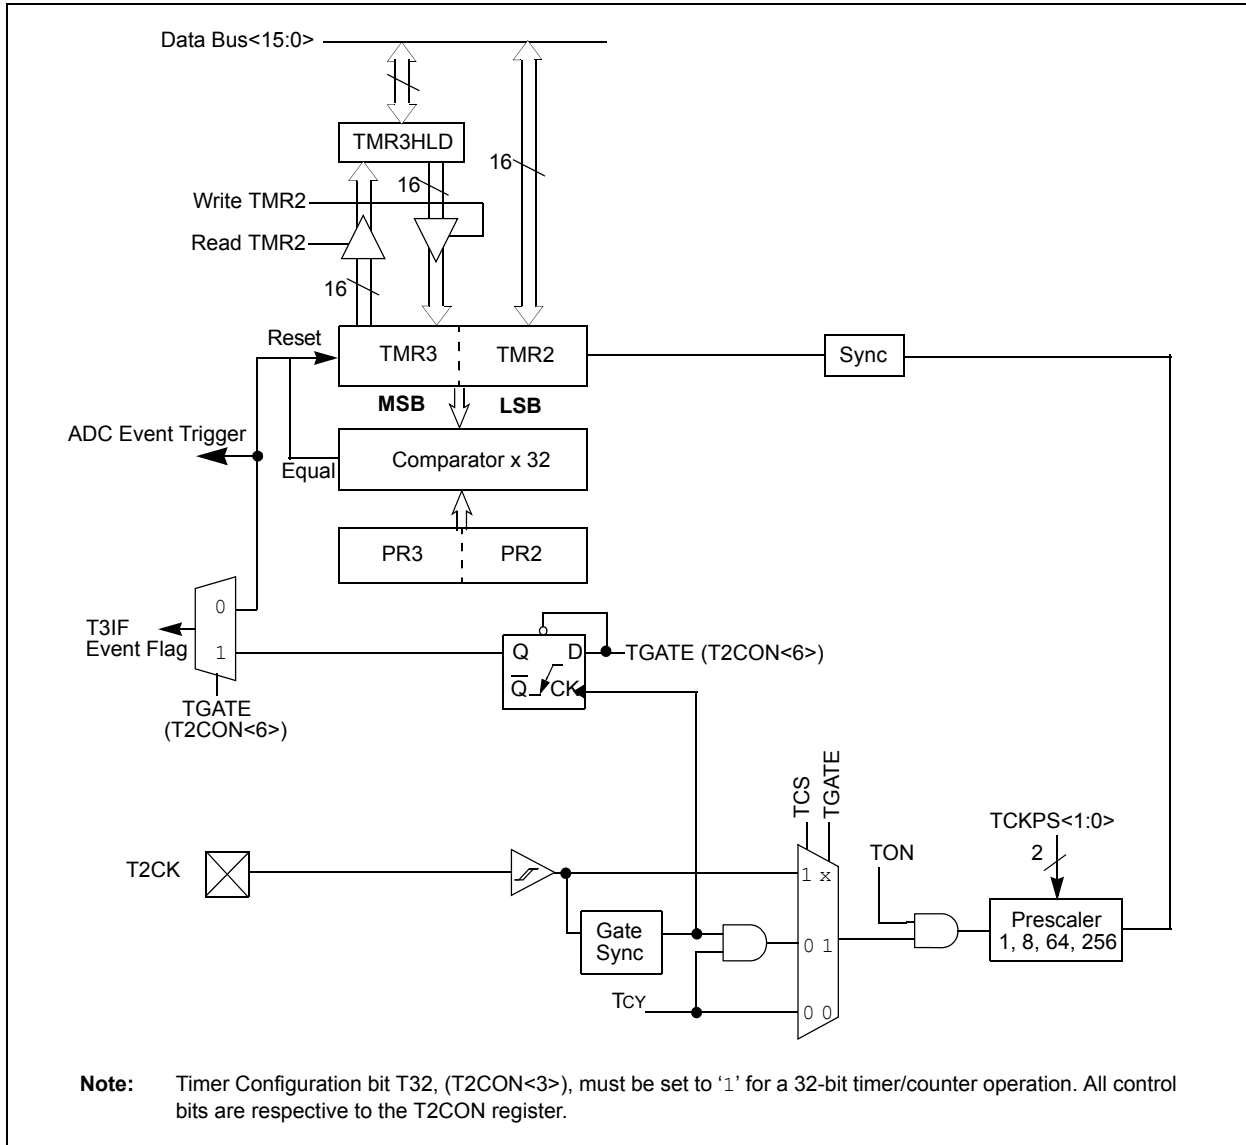 Data Bus<15:0>
TMR3HLD
16
16
Write TMR2
Read TMR2
16
Reset
TMR3
TMR2
Sync
MSB
LSB
ADC Event Trigger
Equal
Comparator x 32
PR3
PR2
0
1
T3IF
Event Flag
TGATE
(T2CON<6>)
Q
D
Q
CK
TGATE (T2CON<6>)
TCS
TGATE
T2CK
1 x
0 1
0 0
Gate
Sync
TCY
TON
TCKPS<1:0>
2
Prescaler
1, 8, 64, 256
Note: Timer Configuration bit T32, (T2CON<3>), must be set to ‘1’ for a 32-bit timer/counter operation. All control
bits are respective to the T2CON register.